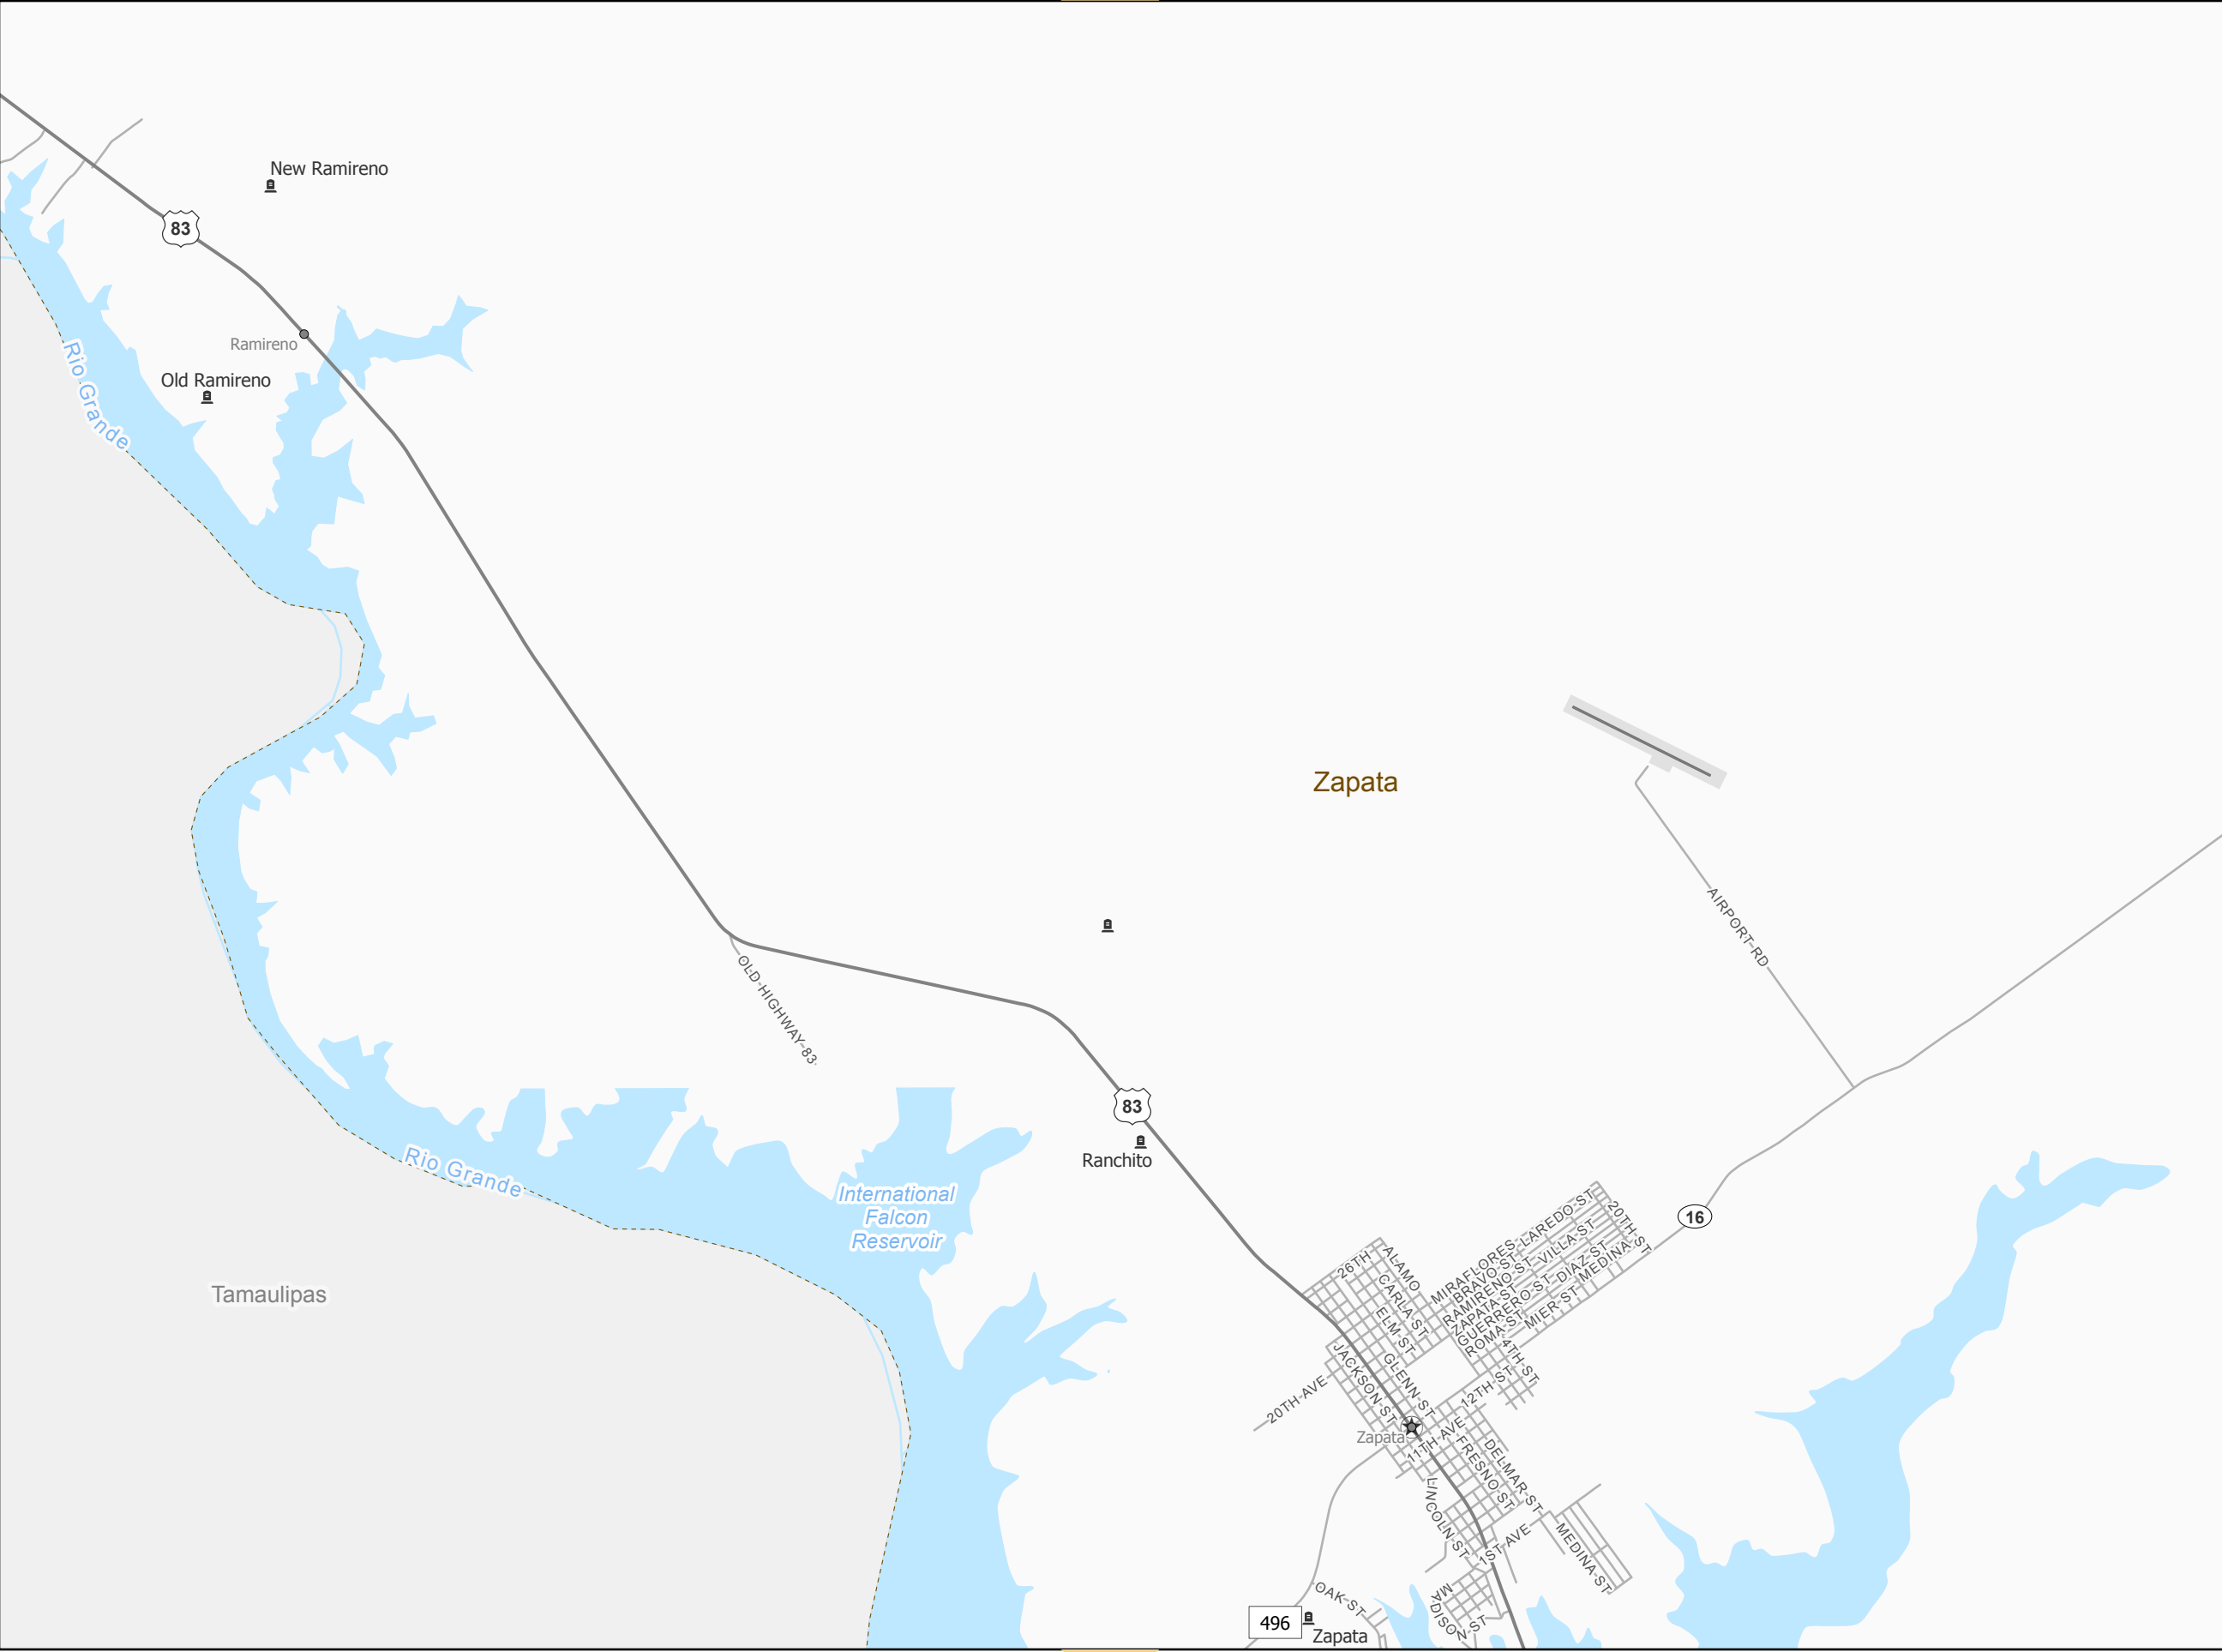 New Ramireno
83
Ramireno
Old Ramireno
Rio Grande
Zapata
AIRPORT-RD
OLD-HIGHWAY-83
83
Ranchito
Rio Grande
International
Falcon
Reservoir
Tamaulipas
16
26TH
ALAMO
CARLA-ST
ELM-ST
MIRAFLORES-LAREDO-ST
BRAVO-ST-VILLA-ST
RAMIRENO-ST
ZAPATA-ST-DIAZ-ST
GUERRERO-ST-MEDINA
ROMA-ST-MIER-ST
20TH-ST
4TH-ST
JACKSON-ST
GLENN-ST
20TH-AVE
12TH-ST
Zapata
11TH-AVE
FRESNO-ST
DELMAR-ST
LINCOLN-ST
1ST-AVE
MEDINA-ST
MADISON-ST
OAK-ST
496
Zapata